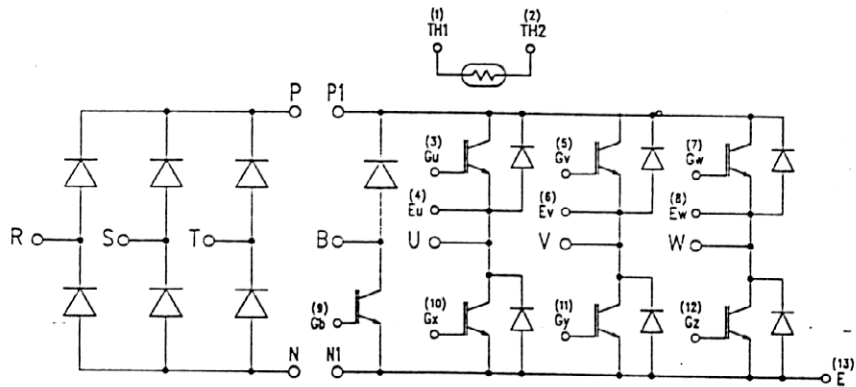 (1) (2)
TH1 TH2
P P1
(3) (5) (7)
Gu Gv Gw
(4) (6) (8)
Eu Ev Ew
R S T B U V W
(9) (10) (11) (12)
Gb Gx Gy Gz
N N1 (13)
E